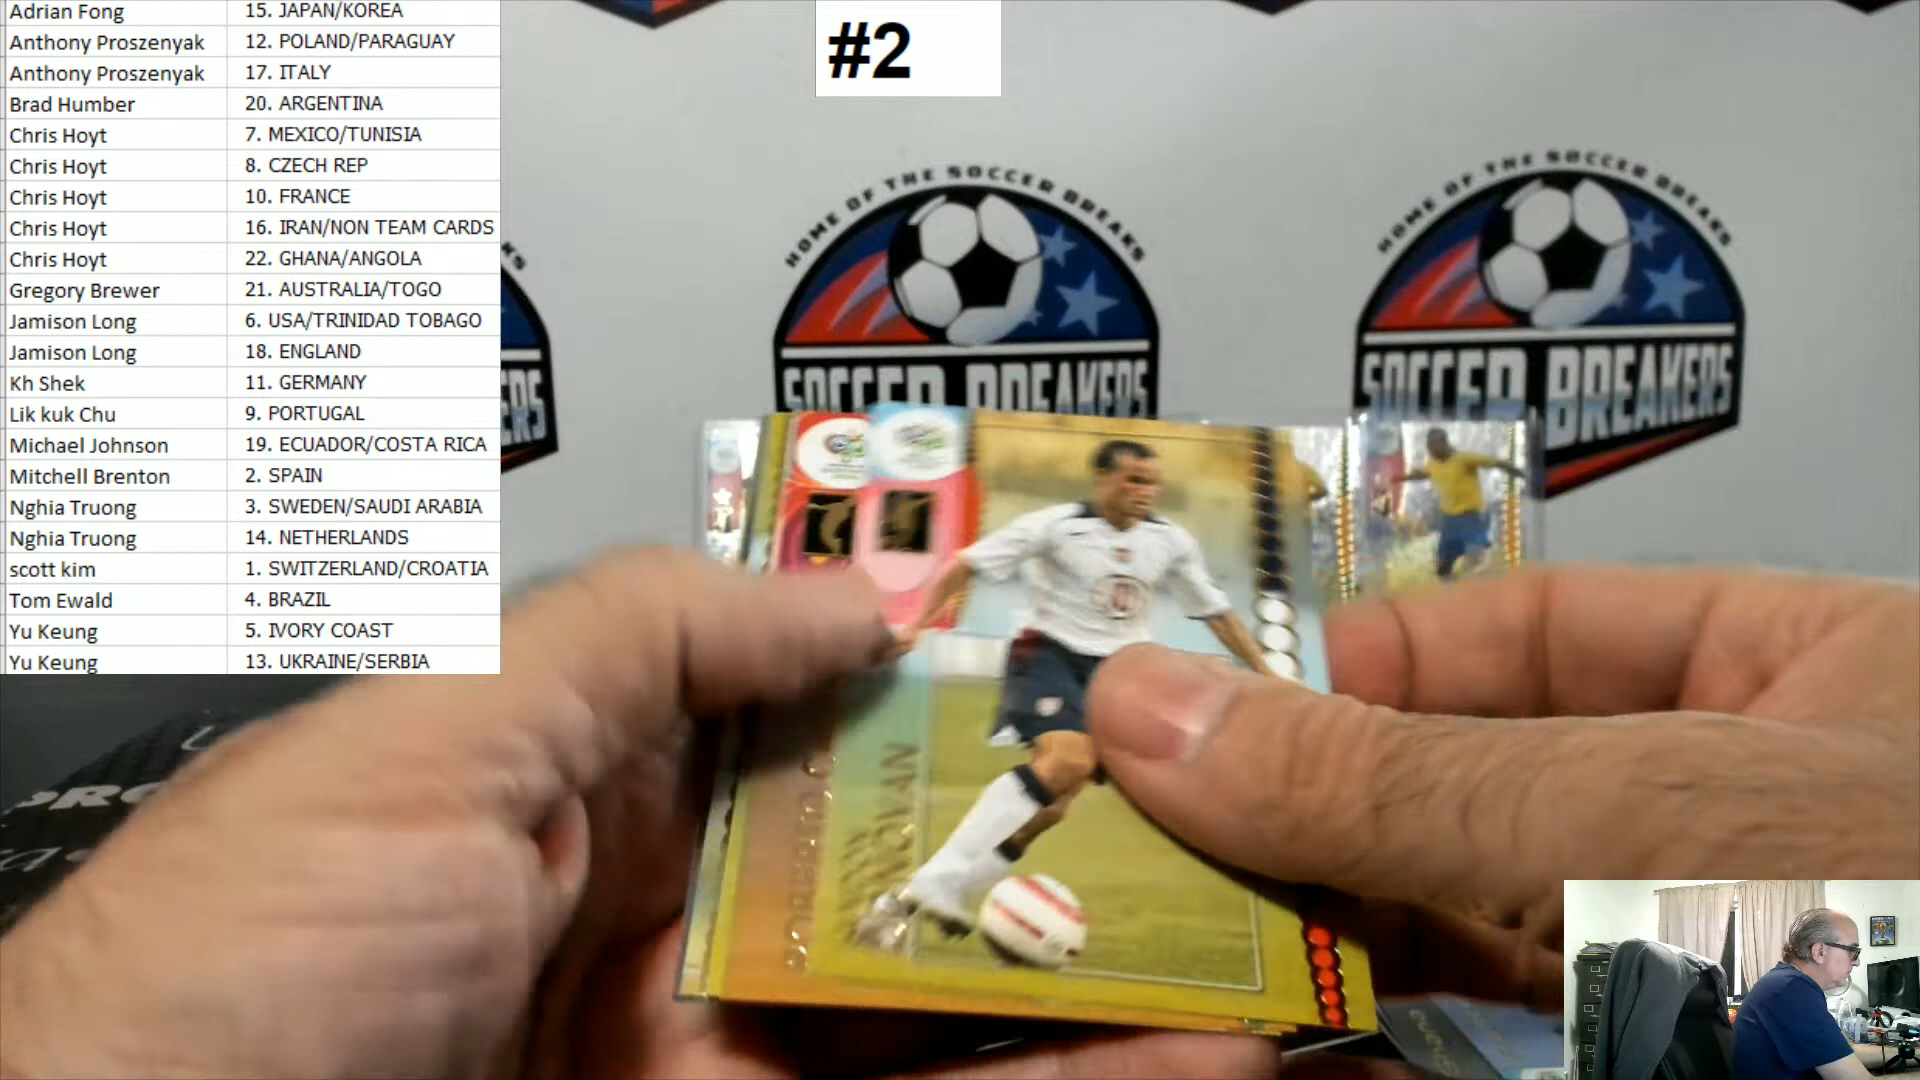 Adrian Fong 15. JAPAN/KOREA
Anthony Proszenyak 12. POLAND/PARAGUAY
Anthony Proszenyak 17. ITALY
Brad Humber 20. ARGENTINA
Chris Hoyt 7. MEXICO/TUNISIA
Chris Hoyt 8. CZECH REP
Chris Hoyt 10. FRANCE
Chris Hoyt 16. IRAN/NON TEAM CARDS
Chris Hoyt 22. GHANA/ANGOLA
Gregory Brewer 21. AUSTRALIA/TOGO
Jamison Long 6. USA/TRINIDAD TOBAGO
Jamison Long 18. ENGLAND
Kh Shek 11. GERMANY
Lik kuk Chu 9. PORTUGAL
Michael Johnson 19. ECUADOR/COSTA RICA
Mitchell Brenton 2. SPAIN
Nghia Truong 3. SWEDEN/SAUDI ARABIA
Nghia Truong 14. NETHERLANDS
scott kim 1. SWITZERLAND/CROATIA
Tom Ewald 4. BRAZIL
Yu Keung 5. IVORY COAST
Yu Keung 13. UKRAINE/SERBIA
#2
HOME OF THE SOCCER BREAKS
SOCCER BREAKERS
HOME OF THE SOCCER BREAKS
SOCCER BREAKERS
KS
ERS
DONOVAN